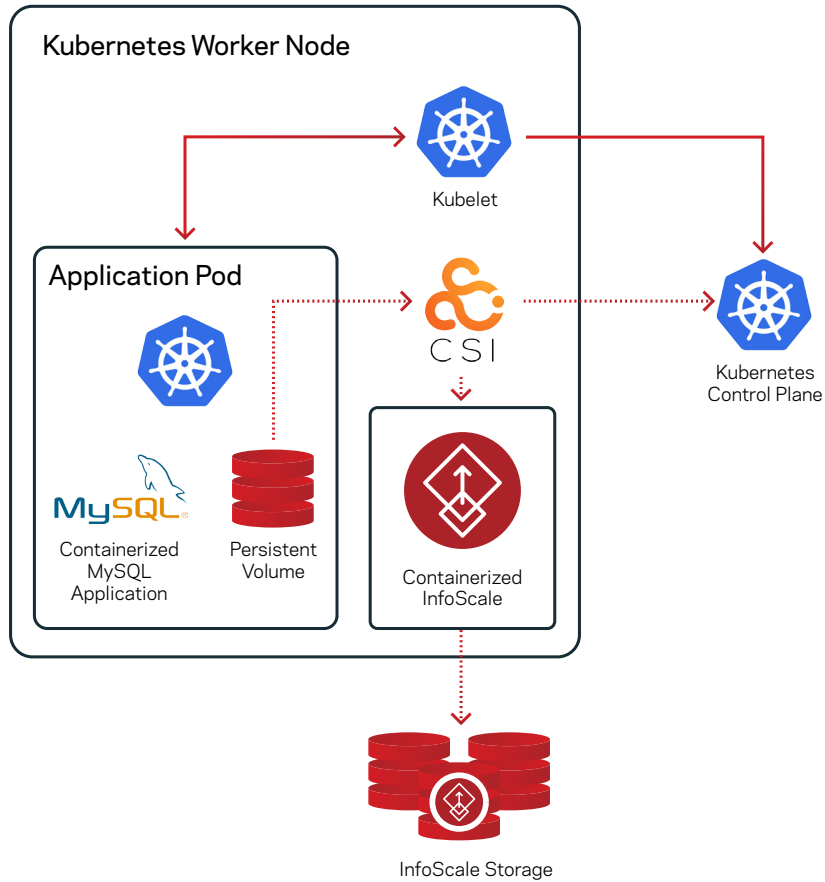 Kubernetes Worker Node
Kubelet
Application Pod
CSI
Kubernetes
Control Plane
MySQL®
Containerized
MySQL
Application
Persistent
Volume
Containerized
InfoScale
InfoScale Storage